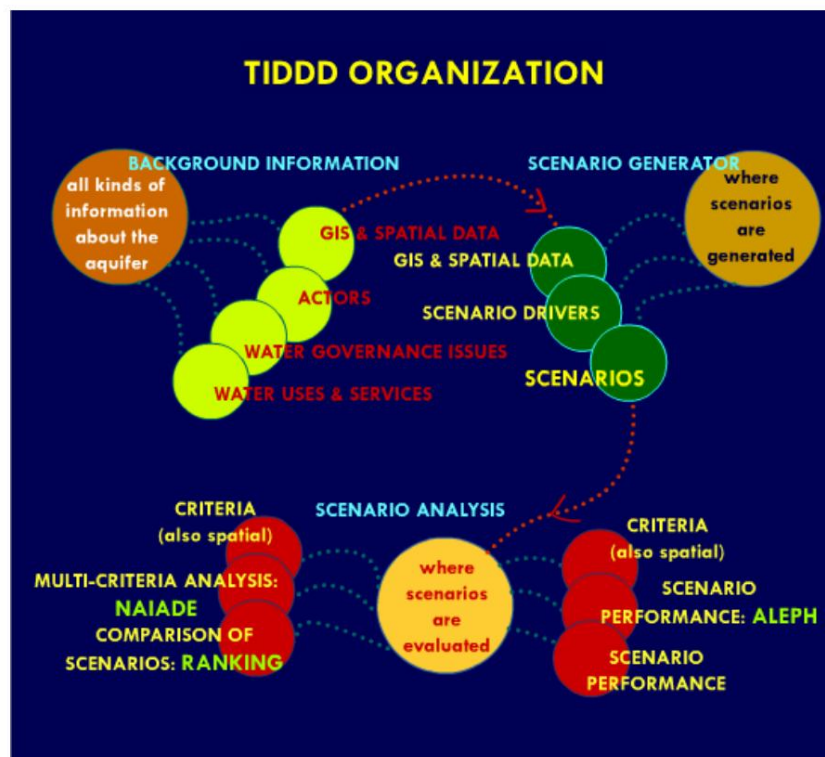 TIDDD ORGANIZATION
BACKGROUND INFORMATION
all kinds of
information
about the
aquifer
GIS & SPATIAL DATA
ACTORS
WATER GOVERNANCE ISSUES
WATER USES & SERVICES
SCENARIO GENERATOR
where
scenarios
are
generated
GIS & SPATIAL DATA
SCENARIO DRIVERS
SCENARIOS
SCENARIO ANALYSIS
where
scenarios
are
evaluated
CRITERIA
(also spatial)
MULTI-CRITERIA ANALYSIS:
NAIADE
COMPARISON OF
SCENARIOS: RANKING
CRITERIA
(also spatial)
SCENARIO
PERFORMANCE: ALEPH
SCENARIO
PERFORMANCE